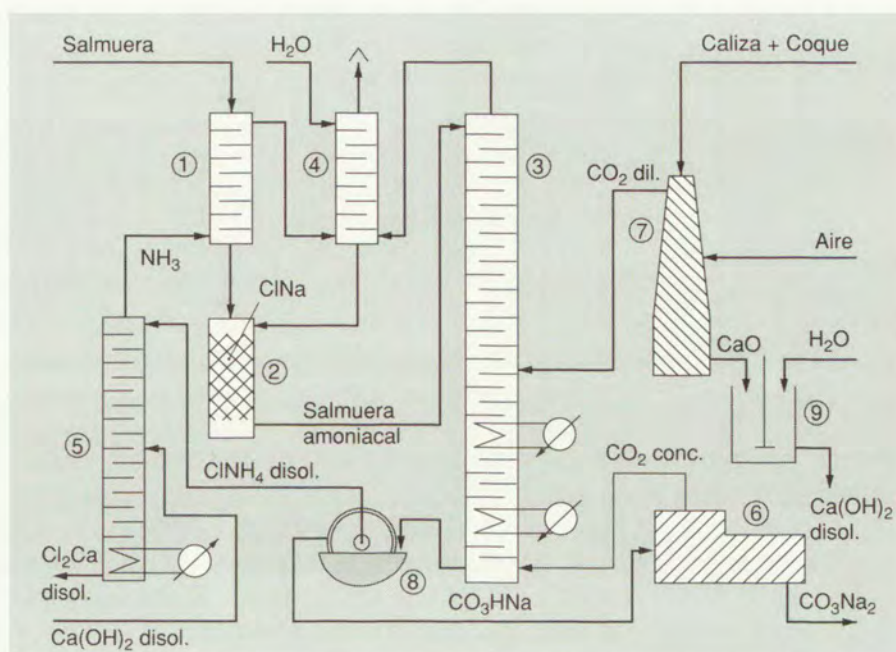 Salmuera
H₂O
Caliza + Coque
①
④
③
CO₂ dil.
⑦
Aire
NH₃
ClNa
CaO
H₂O
②
Salmuera
amoniacal
⑨
⑤
ClNH₄ disol.
CO₂ conc.
Ca(OH)₂
disol.
⑥
Cl₂Ca
disol.
⑧
CO₃HNa
CO₃Na₂
Ca(OH)₂ disol.